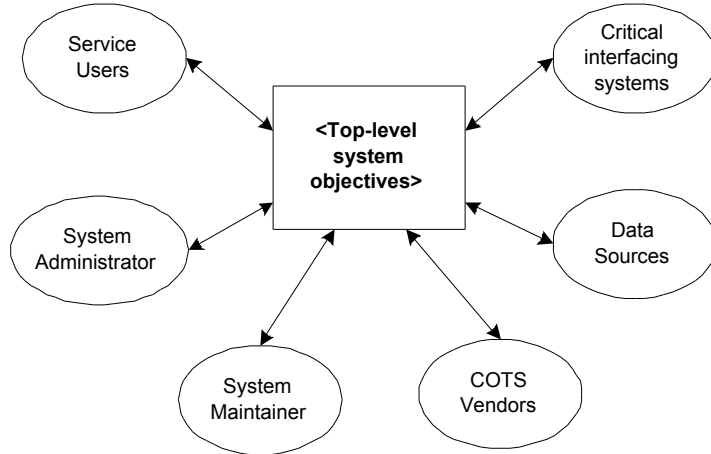 Service
Users
Critical
interfacing
systems
<Top-level
system
objectives>
System
Administrator
Data
Sources
System
Maintainer
COTS
Vendors